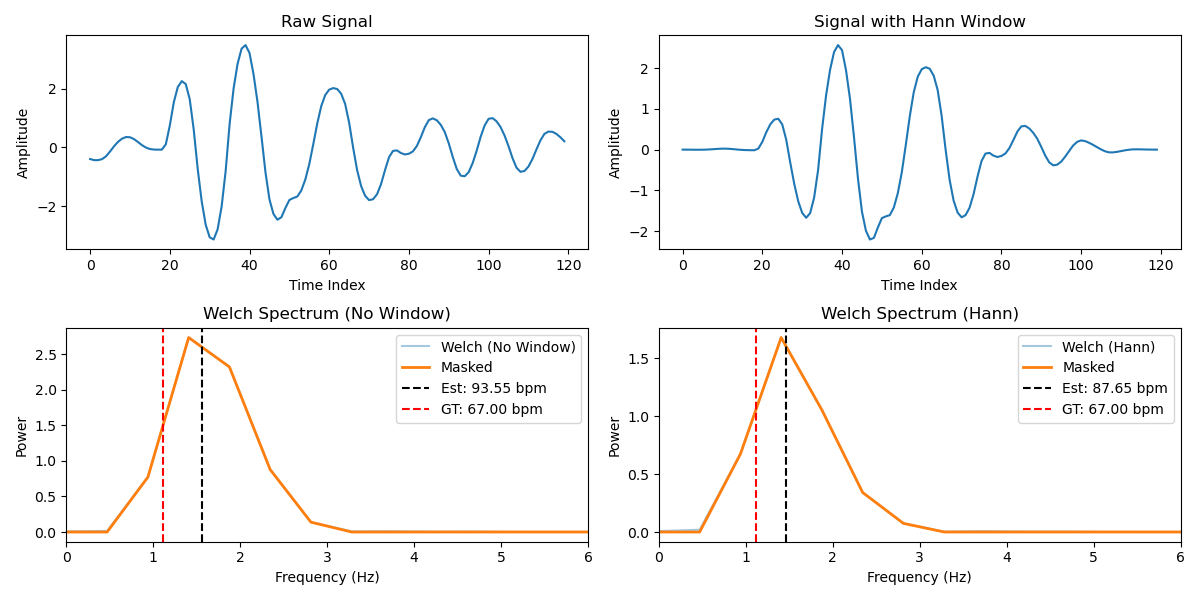 Raw Signal
Amplitude
2
0
−2
0 20 40 60 80 100 120
Time Index
Signal with Hann Window
Amplitude
2
1
0
−1
−2
0 20 40 60 80 100 120
Time Index
Welch Spectrum (No Window)
Power
2.5
2.0
1.5
1.0
0.5
0.0
Welch (No Window)
Masked
Est: 93.55 bpm
GT: 67.00 bpm
0 1 2 3 4 5 6
Frequency (Hz)
Welch Spectrum (Hann)
Power
1.5
1.0
0.5
0.0
Welch (Hann)
Masked
Est: 87.65 bpm
GT: 67.00 bpm
0 1 2 3 4 5 6
Frequency (Hz)